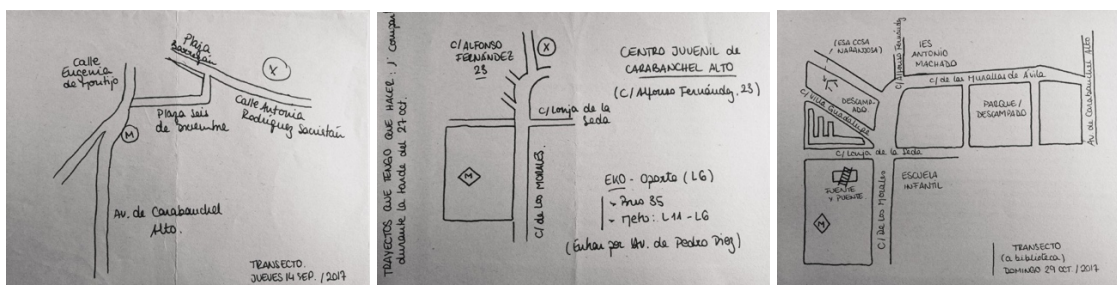 Calle
Eugenia
de Montijo
Plaza
X
Plaza Seis
de Diciembre
Calle Antonia
Rodríguez Sacristán
M
Av. de Carabanchel
Alto.
TRANSECTO.
JUEVES 14 SEP. / 2017
TRAYECTOS QUE TENGO QUE HACER:
durante la tarde del 27 oct.
C/ALFONSO
FERNÁNDEZ
23
X
CENTRO JUVENIL de
CARABANCHEL ALTO
(C/ Alfonso Fernández, 23)
C/Lonja de la
Seda
M
C/ de LOS MORALES.
EKO - Oporto (L6)
Bus 35
Metro: L11 - L6
(Entrar por Av. de Pedro Díez)
(ESA COSA
NARANJOSA)
C/Alfonso Fernández
IES
ANTONIO
MACHADO
C/ de las Murallas de Ávila
Av. de Carabanchel Alto
DESCAMPADO
C/ Villa Guadalupe
PARQUE/
DESCAMPADO
C/ Lonja de la Seda
FUENTE
Y PUENTE.
ESCUELA
INFANTIL
M
C/ De Los Morales
TRANSECTO
(a biblioteca)
DOMINGO 29 OCT. / 2017